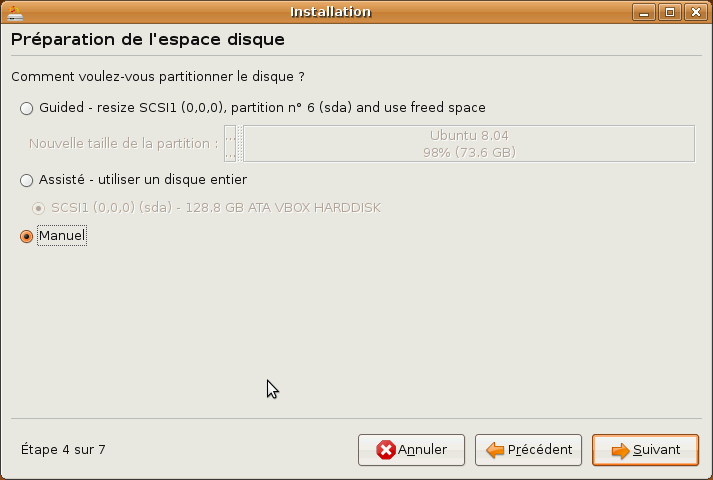 Installation
Préparation de l'espace disque
Comment voulez-vous partitionner le disque ?
Guided - resize SCSI1 (0,0,0), partition n° 6 (sda) and use freed space
Nouvelle taille de la partition :
...
...
Ubuntu 8.04
98% (73.6 GB)
Assisté - utiliser un disque entier
SCSI1 (0,0,0) (sda) - 128.8 GB ATA VBOX HARDDISK
Manuel
Étape 4 sur 7
Annuler
Précédent
Suivant